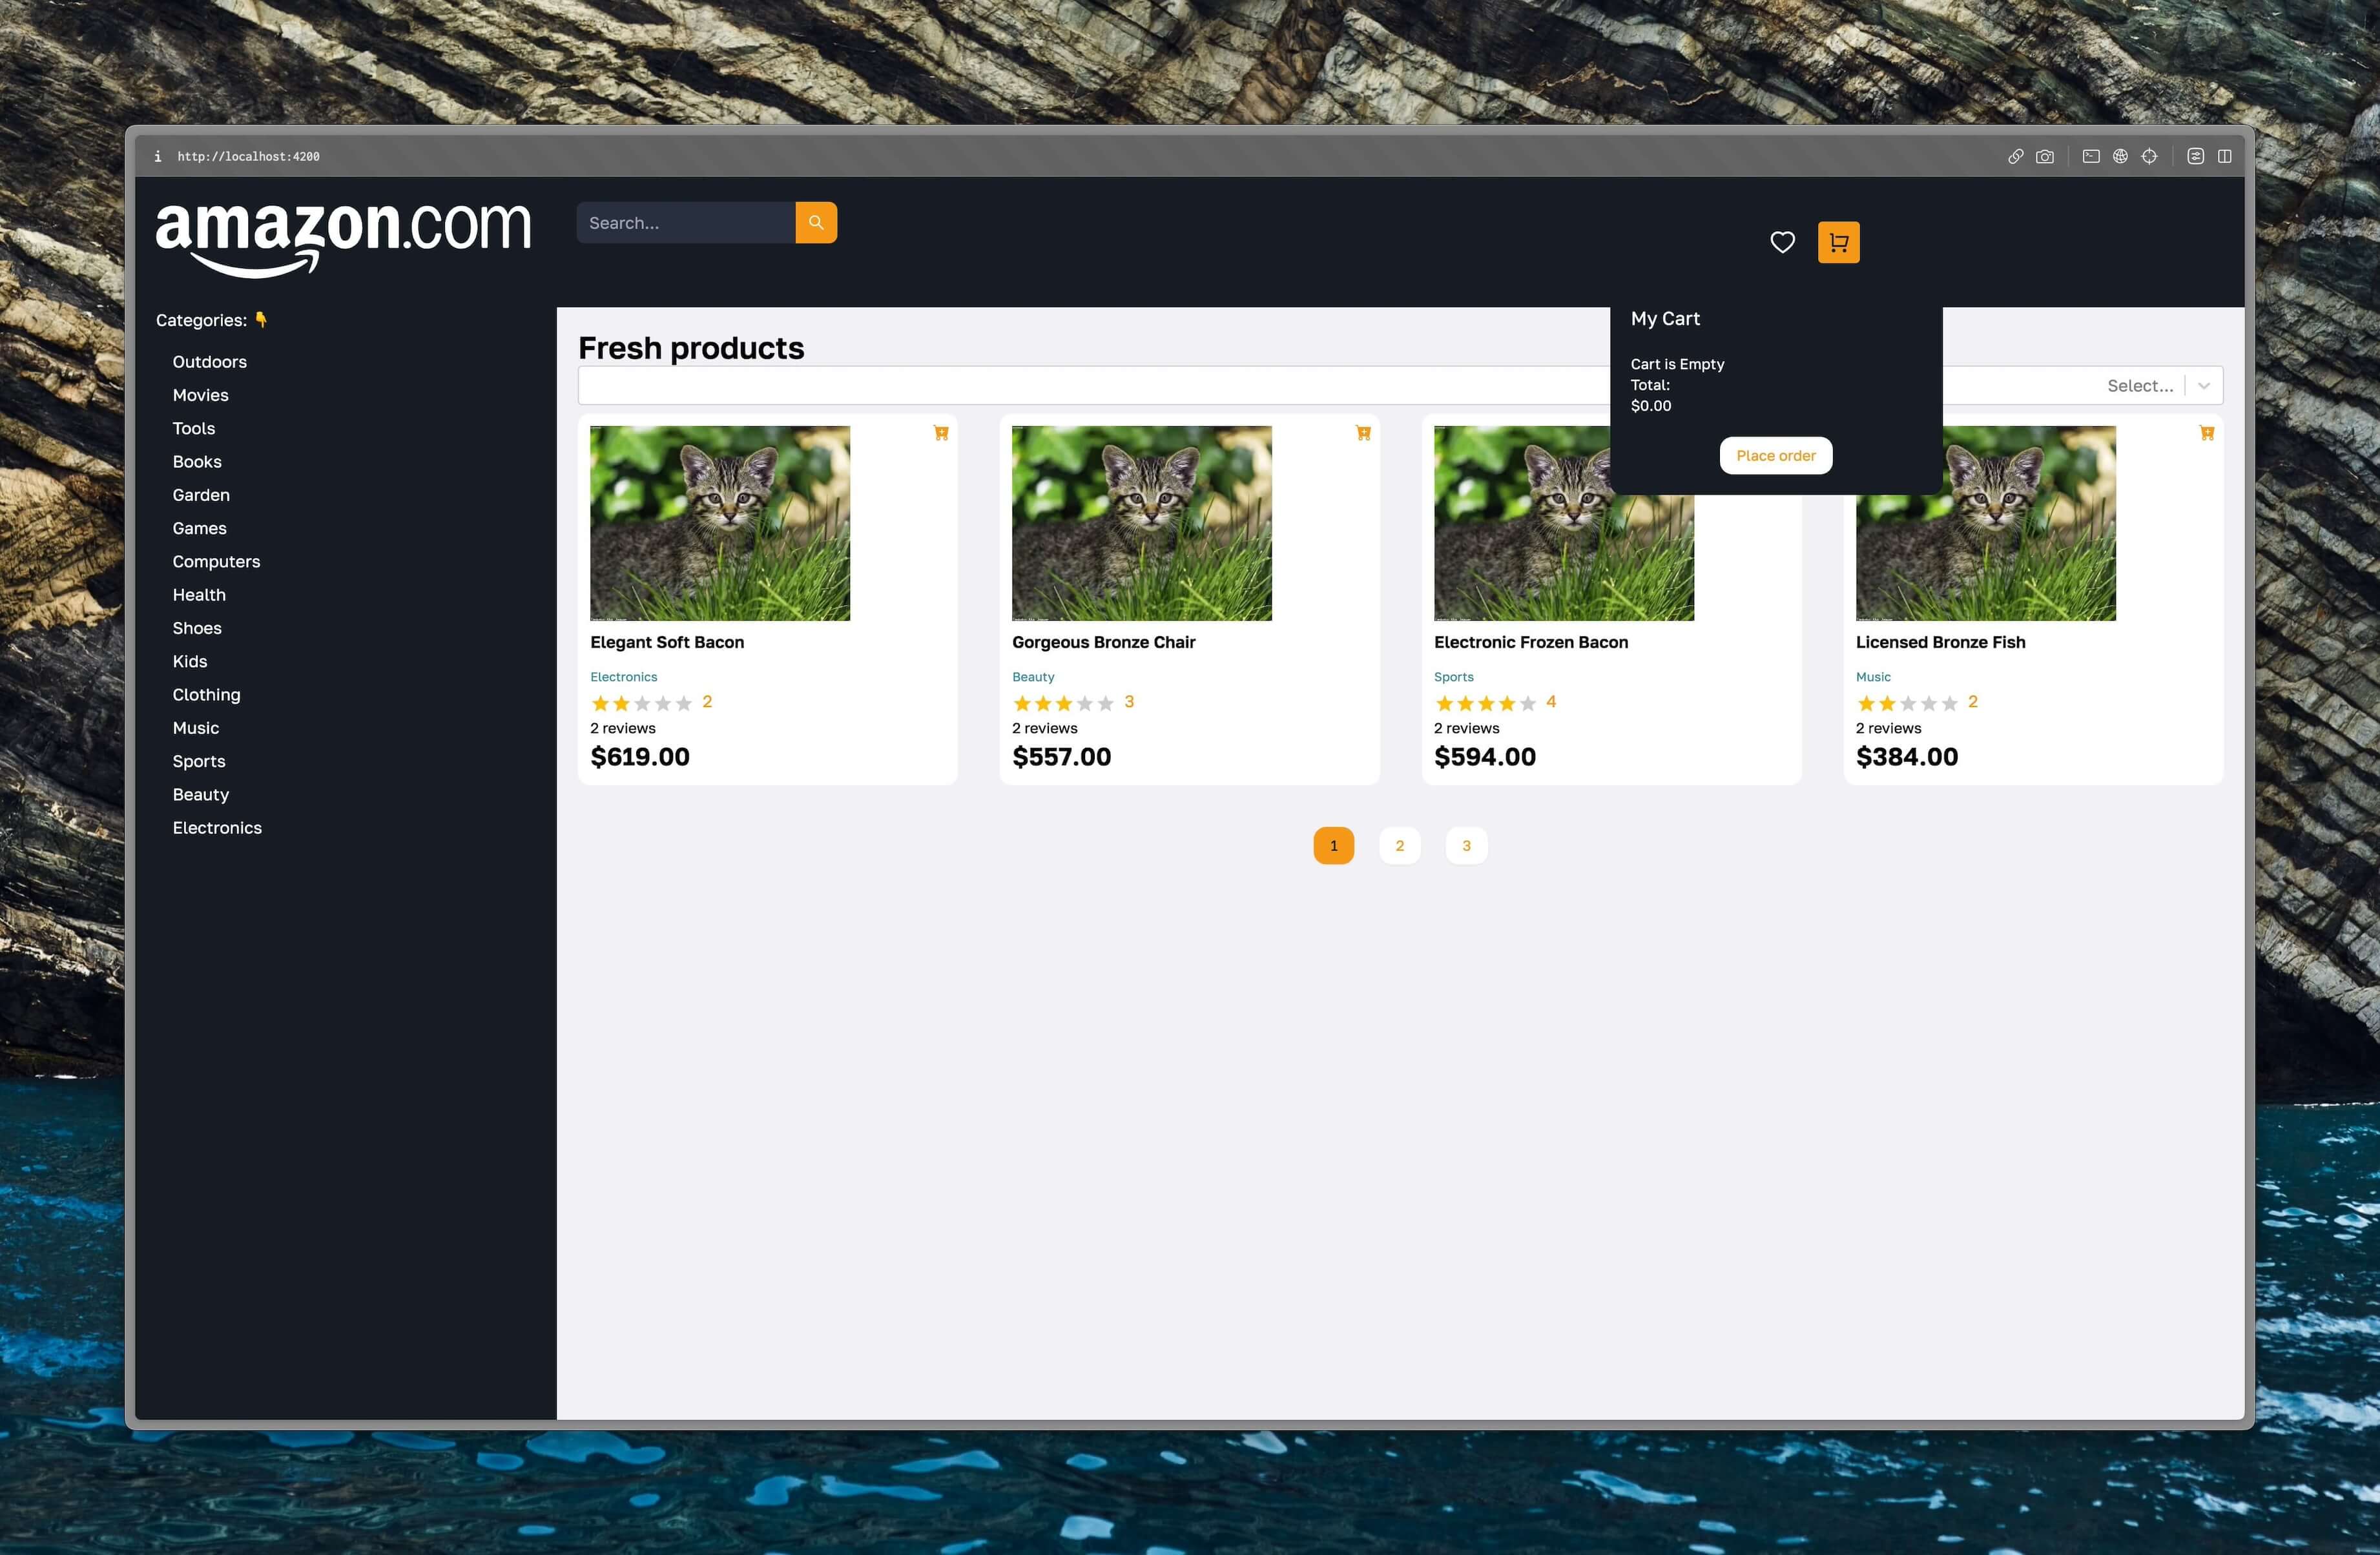 http://localhost:4200
amazon.com
Search...
Categories: 👇
Outdoors
Movies
Tools
Books
Garden
Games
Computers
Health
Shoes
Kids
Clothing
Music
Sports
Beauty
Electronics
My Cart
Cart is Empty
Total:
$0.00
Place order
Fresh products
Select...
Elegant Soft Bacon
Electronics
2
2 reviews
$619.00
Gorgeous Bronze Chair
Beauty
3
2 reviews
$557.00
Electronic Frozen Bacon
Sports
4
2 reviews
$594.00
Licensed Bronze Fish
Music
2
2 reviews
$384.00
1 2 3